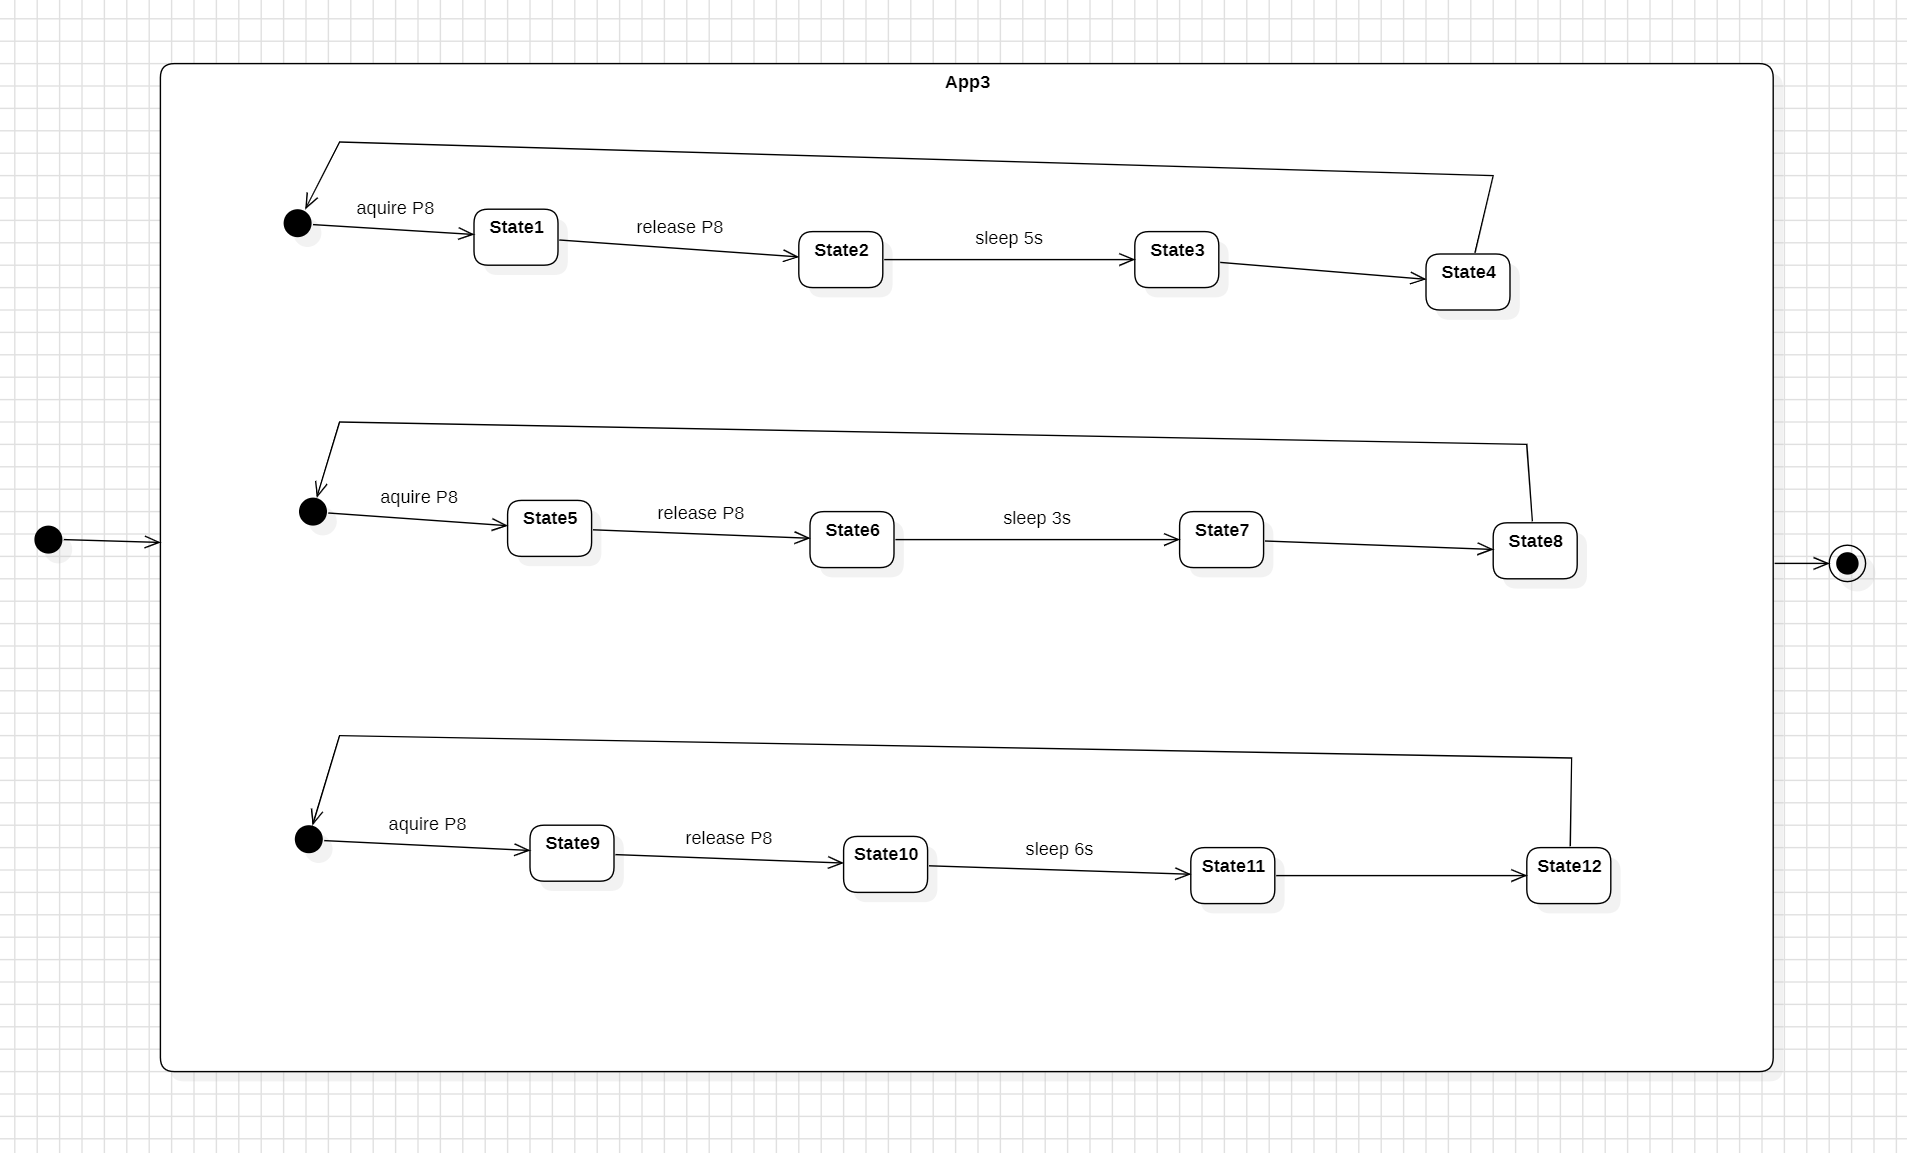 App3
aquire P8
State1
release P8
State2
sleep 5s
State3
State4
aquire P8
State5
release P8
State6
sleep 3s
State7
State8
aquire P8
State9
release P8
State10
sleep 6s
State11
State12